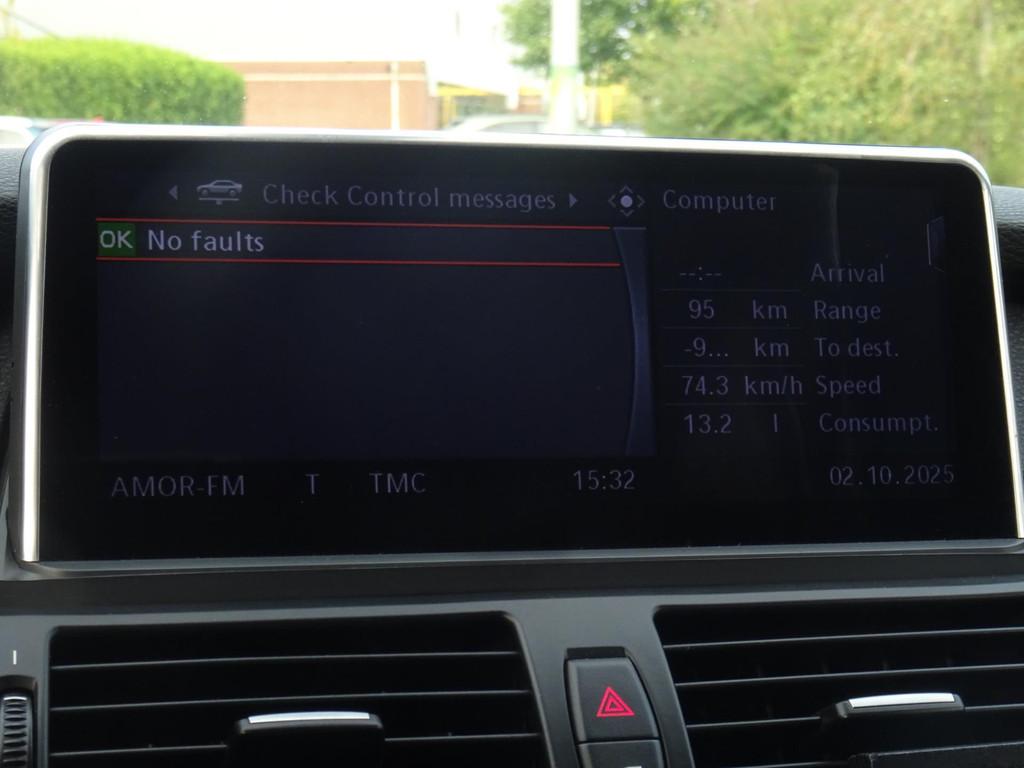 Check Control messages
Computer
OK No faults
--:-- Arrival
95 km Range
-9... km To dest.
74.3 km/h Speed
13.2 l Consumpt.
AMOR-FM T TMC 15:32 02.10.2025